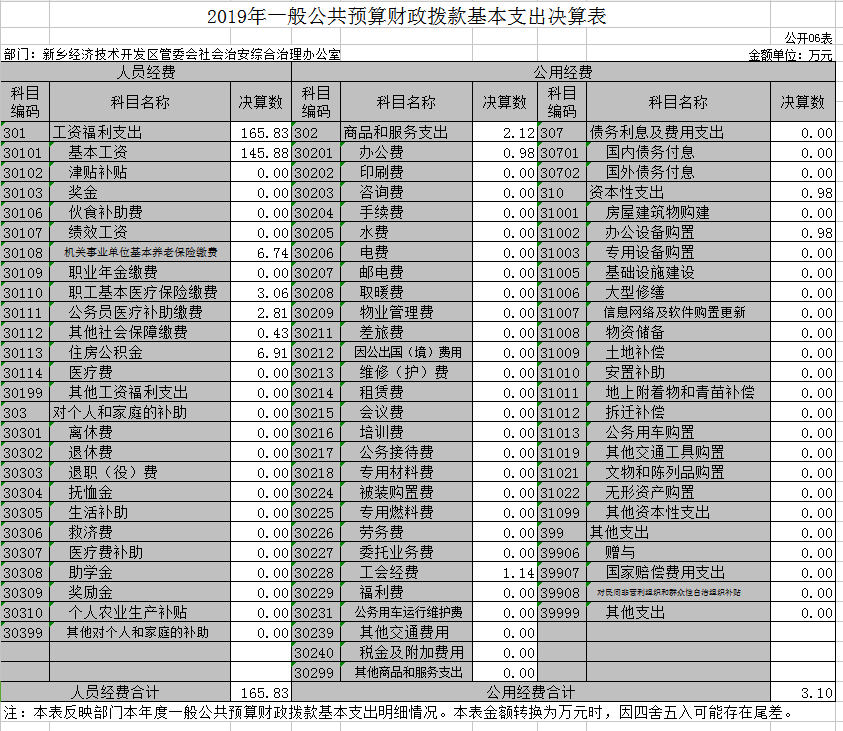 2019年一般公共预算财政拨款基本支出决算表
公开06表
部门：新乡经济技术开发区管委会社会治安综合治理办公室 金额单位：万元
人员经费 公用经费
科目编码 科目名称 决算数 科目编码 科目名称 决算数 科目编码 科目名称 决算数
301 工资福利支出 165.83 302 商品和服务支出 2.12 307 债务利息及费用支出 0.00
30101 基本工资 145.88 30201 办公费 0.98 30701 国内债务付息 0.00
30102 津贴补贴 0.00 30202 印刷费 0.00 30702 国外债务付息 0.00
30103 奖金 0.00 30203 咨询费 0.00 310 资本性支出 0.98
30106 伙食补助费 0.00 30204 手续费 0.00 31001 房屋建筑物购建 0.00
30107 绩效工资 0.00 30205 水费 0.00 31002 办公设备购置 0.98
30108 机关事业单位基本养老保险缴费 6.74 30206 电费 0.00 31003 专用设备购置 0.00
30109 职业年金缴费 0.00 30207 邮电费 0.00 31005 基础设施建设 0.00
30110 职工基本医疗保险缴费 3.06 30208 取暖费 0.00 31006 大型修缮 0.00
30111 公务员医疗补助缴费 2.81 30209 物业管理费 0.00 31007 信息网络及软件购置更新 0.00
30112 其他社会保障缴费 0.43 30211 差旅费 0.00 31008 物资储备 0.00
30113 住房公积金 6.91 30212 因公出国（境）费用 0.00 31009 土地补偿 0.00
30114 医疗费 0.00 30213 维修（护）费 0.00 31010 安置补助 0.00
30199 其他工资福利支出 0.00 30214 租赁费 0.00 31011 地上附着物和青苗补偿 0.00
303 对个人和家庭的补助 0.00 30215 会议费 0.00 31012 拆迁补偿 0.00
30301 离休费 0.00 30216 培训费 0.00 31013 公务用车购置 0.00
30302 退休费 0.00 30217 公务接待费 0.00 31019 其他交通工具购置 0.00
30303 退职（役）费 0.00 30218 专用材料费 0.00 31021 文物和陈列品购置 0.00
30304 抚恤金 0.00 30224 被装购置费 0.00 31022 无形资产购置 0.00
30305 生活补助 0.00 30225 专用燃料费 0.00 31099 其他资本性支出 0.00
30306 救济费 0.00 30226 劳务费 0.00 399 其他支出 0.00
30307 医疗费补助 0.00 30227 委托业务费 0.00 39906 赠与 0.00
30308 助学金 0.00 30228 工会经费 1.14 39907 国家赔偿费用支出 0.00
30309 奖励金 0.00 30229 福利费 0.00 39908 对民间非营利组织和群众性自治组织补贴 0.00
30310 个人农业生产补贴 0.00 30231 公务用车运行维护费 0.00 39999 其他支出 0.00
30399 其他对个人和家庭的补助 0.00 30239 其他交通费用 0.00
30240 税金及附加费用 0.00
30299 其他商品和服务支出 0.00
人员经费合计 165.83 公用经费合计 3.10
注：本表反映部门本年度一般公共预算财政拨款基本支出明细情况。本表金额转换为万元时，因四舍五入可能存在尾差。